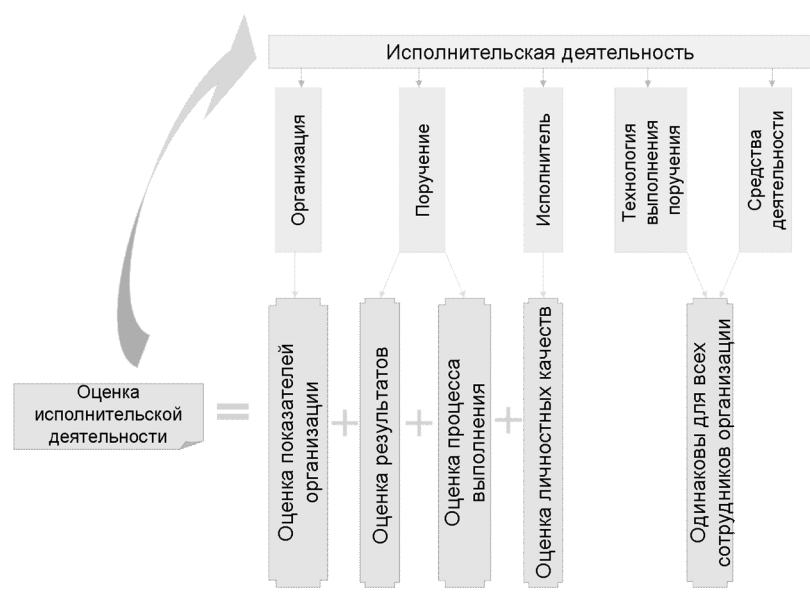 Исполнительская деятельность
Организация
Поручение
Исполнитель
Технология
выполнения
поручения
Средства
деятельности
Оценка
исполнительской
деятельности
=
Оценка показателей
организации
+
Оценка результатов
+
Оценка процесса
выполнения
+
Оценка личностных качеств
Одинаковы для всех
сотрудников организации